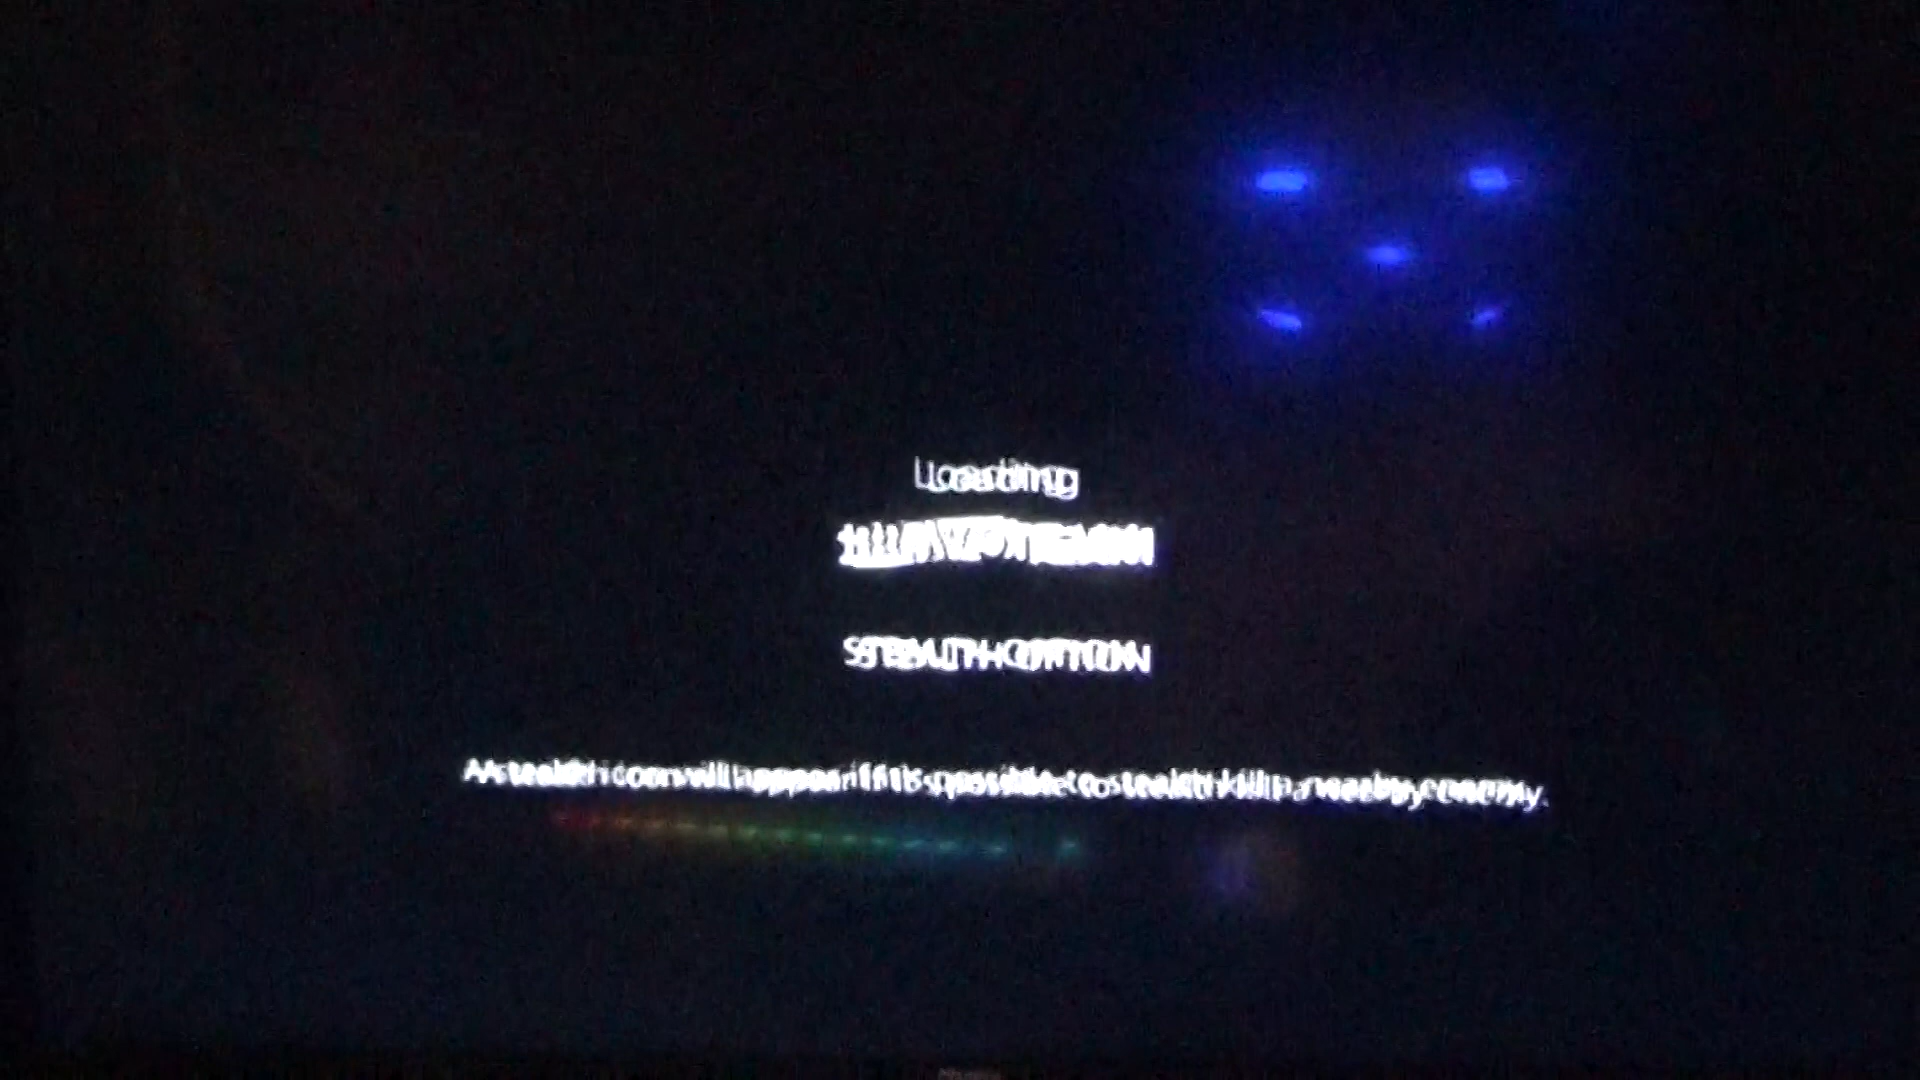 Loading
STEALTH OPTION
A stealth icon will appear if it is possible to stealth kill a nearby enemy.